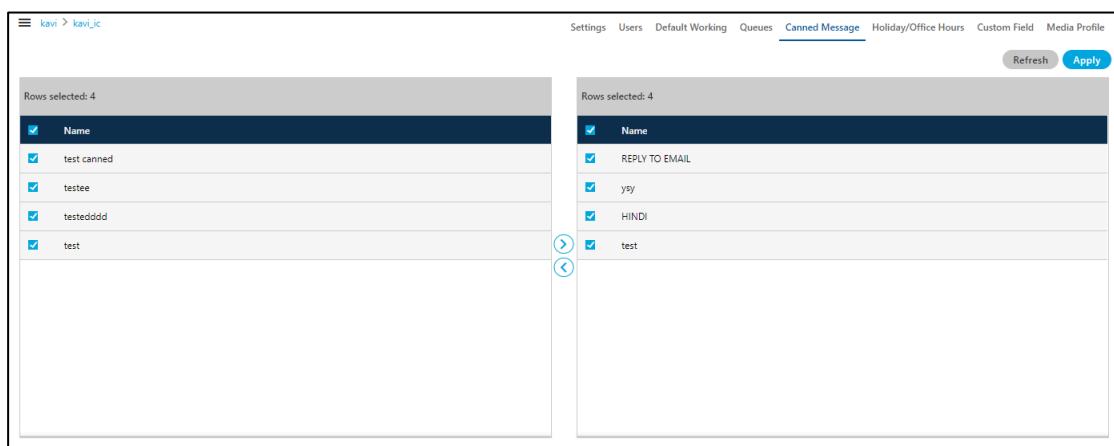 kavi > kavi_ic
Settings Users Default Working Queues Canned Message Holiday/Office Hours Custom Field Media Profile
Refresh Apply
Rows selected: 4
Name
test canned
testee
testedddd
test
Rows selected: 4
Name
REPLY TO EMAIL
ysy
HINDI
test